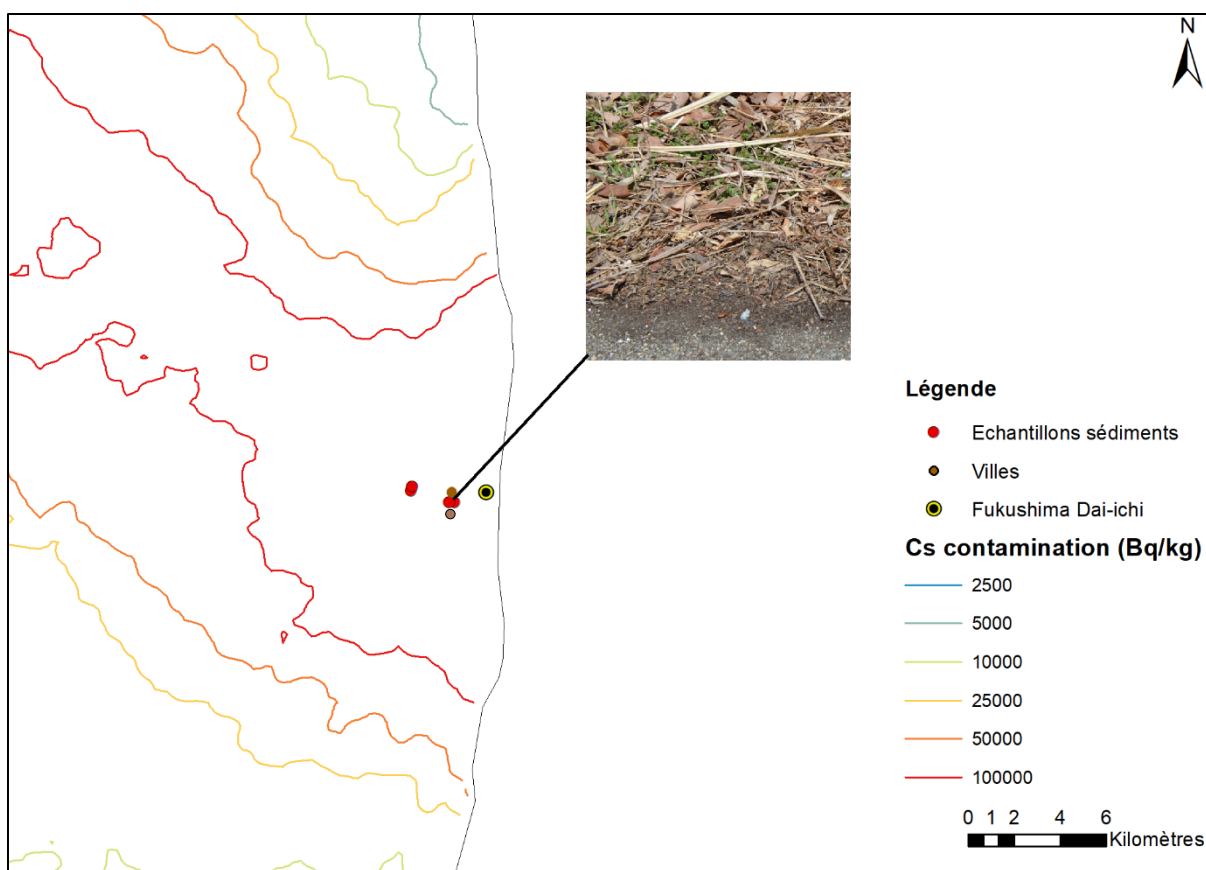 N
Légende
Echantillons sédiments
Villes
Fukushima Dai-ichi
Cs contamination (Bq/kg)
2500
5000
10000
25000
50000
100000
0 1 2 4 6
Kilomètres